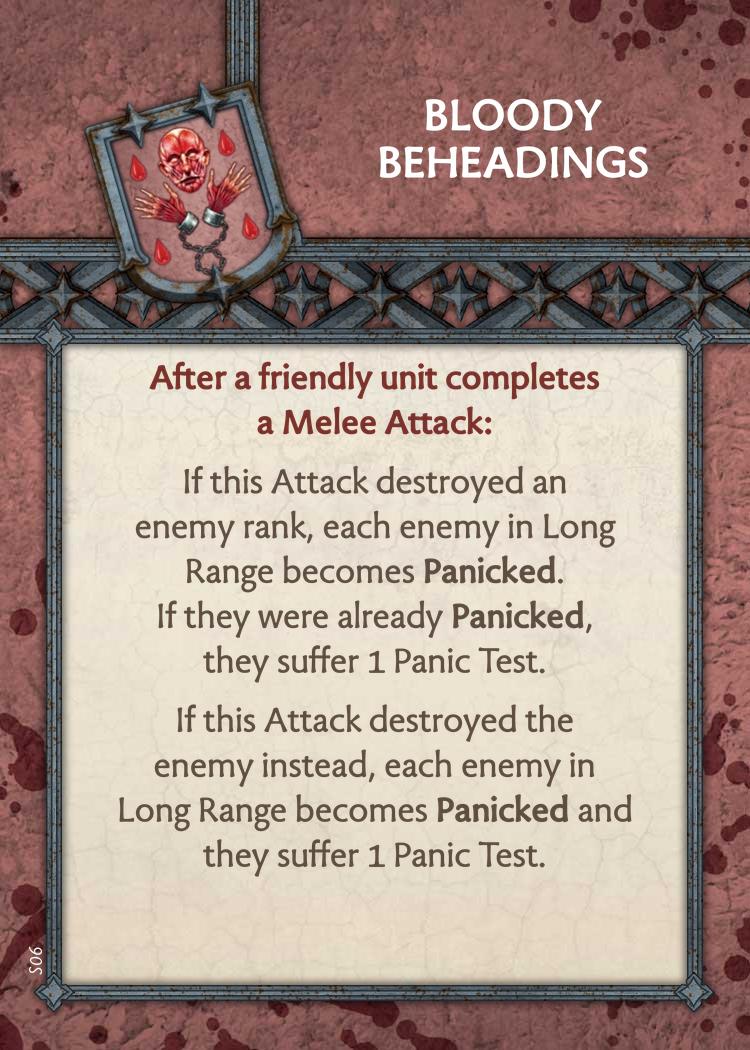 BLOODY
BEHEADINGS
After a friendly unit completes
a Melee Attack:
If this Attack destroyed an
enemy rank, each enemy in Long
Range becomes Panicked.
If they were already Panicked,
they suffer 1 Panic Test.
If this Attack destroyed the
enemy instead, each enemy in
Long Range becomes Panicked and
they suffer 1 Panic Test.
S06